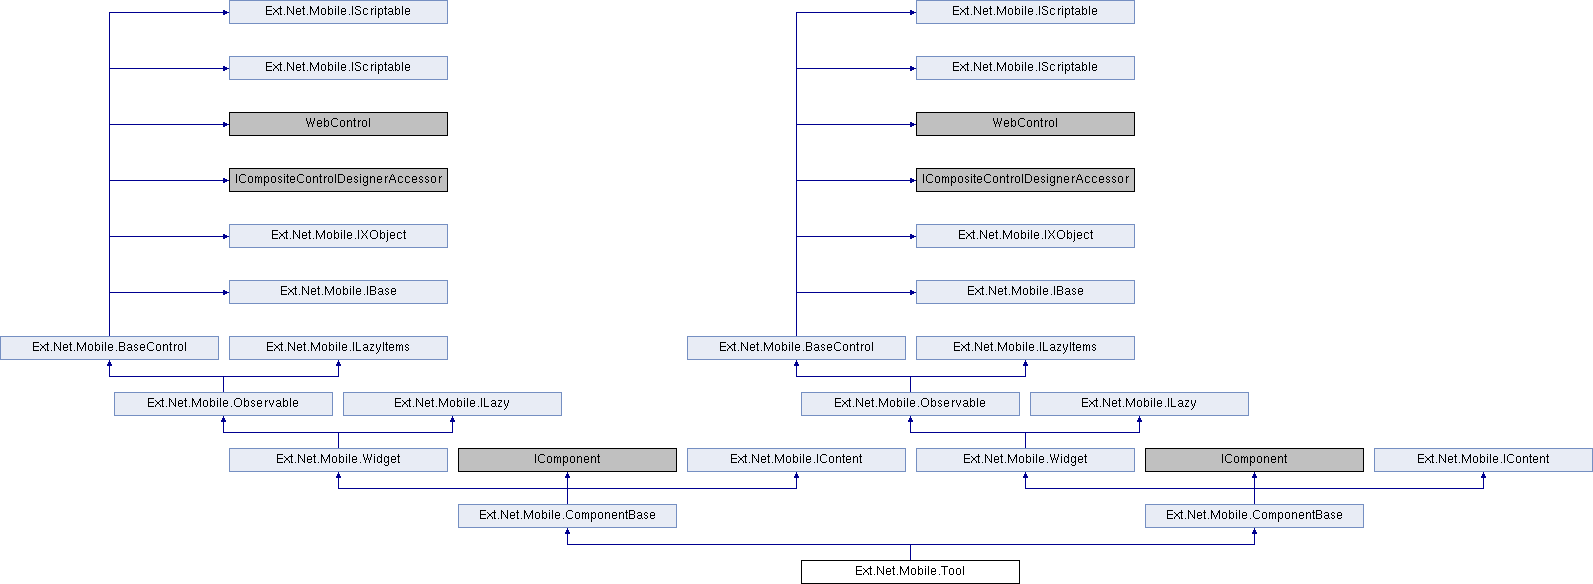 Ext.Net.Mobile.IScriptable Ext.Net.Mobile.IScriptable
Ext.Net.Mobile.IScriptable Ext.Net.Mobile.IScriptable
WebControl WebControl
ICompositeControlDesignerAccessor ICompositeControlDesignerAccessor
Ext.Net.Mobile.IXObject Ext.Net.Mobile.IXObject
Ext.Net.Mobile.IBase Ext.Net.Mobile.IBase
Ext.Net.Mobile.BaseControl Ext.Net.Mobile.ILazyItems Ext.Net.Mobile.BaseControl Ext.Net.Mobile.ILazyItems
Ext.Net.Mobile.Observable Ext.Net.Mobile.ILazy Ext.Net.Mobile.Observable Ext.Net.Mobile.ILazy
Ext.Net.Mobile.Widget IComponent Ext.Net.Mobile.IContent Ext.Net.Mobile.Widget IComponent Ext.Net.Mobile.IContent
Ext.Net.Mobile.ComponentBase Ext.Net.Mobile.ComponentBase
Ext.Net.Mobile.Tool